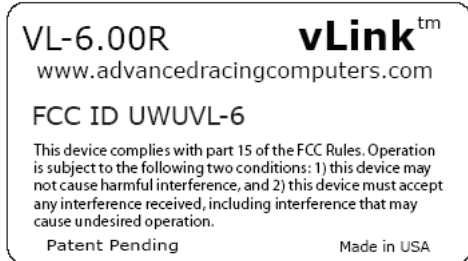 VL-6.00R vLink™
www.advancedracingcomputers.com
FCC ID UWUVL-6
This device complies with part 15 of the FCC Rules. Operation
is subject to the following two conditions: 1) this device may
not cause harmful interference, and 2) this device must accept
any interference received, including interference that may
cause undesired operation.
Patent Pending Made in USA